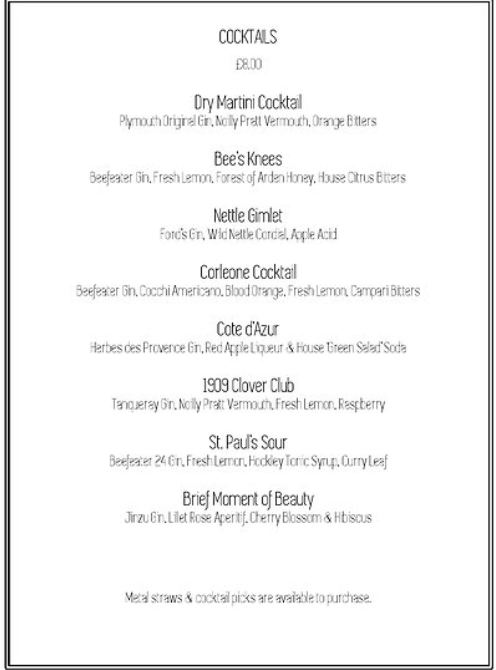 COCKTAILS
£8.00
Dry Martini Cocktail
Plymouth Original Gin, Noilly Pratt Vermouth, Orange Bitters
Bee's Knees
Beefeater Gin, Fresh Lemon, Forest of Arden Honey, House Citrus Bitters
Nettle Gimlet
Ford's Gin, Wild Nettle Cordial, Apple Acid
Corleone Cocktail
Beefeater Gin, Cocchi Americano, Blood Orange, Fresh Lemon, Campari Bitters
Cote d'Azur
Herbes des Provence Gin, Red Apple Liqueur & House 'Green Salad' Soda
1909 Clover Club
Tanqueray Gin, Noilly Pratt Vermouth, Fresh Lemon, Raspberry
St. Paul's Sour
Beefeater 24 Gin, Fresh Lemon, Hockley Tonic Syrup, Curry Leaf
Brief Moment of Beauty
Jinzu Gin, Lillet Rose Aperitif, Cherry Blossom & Hibiscus
Metal straws & cocktail picks are available to purchase.